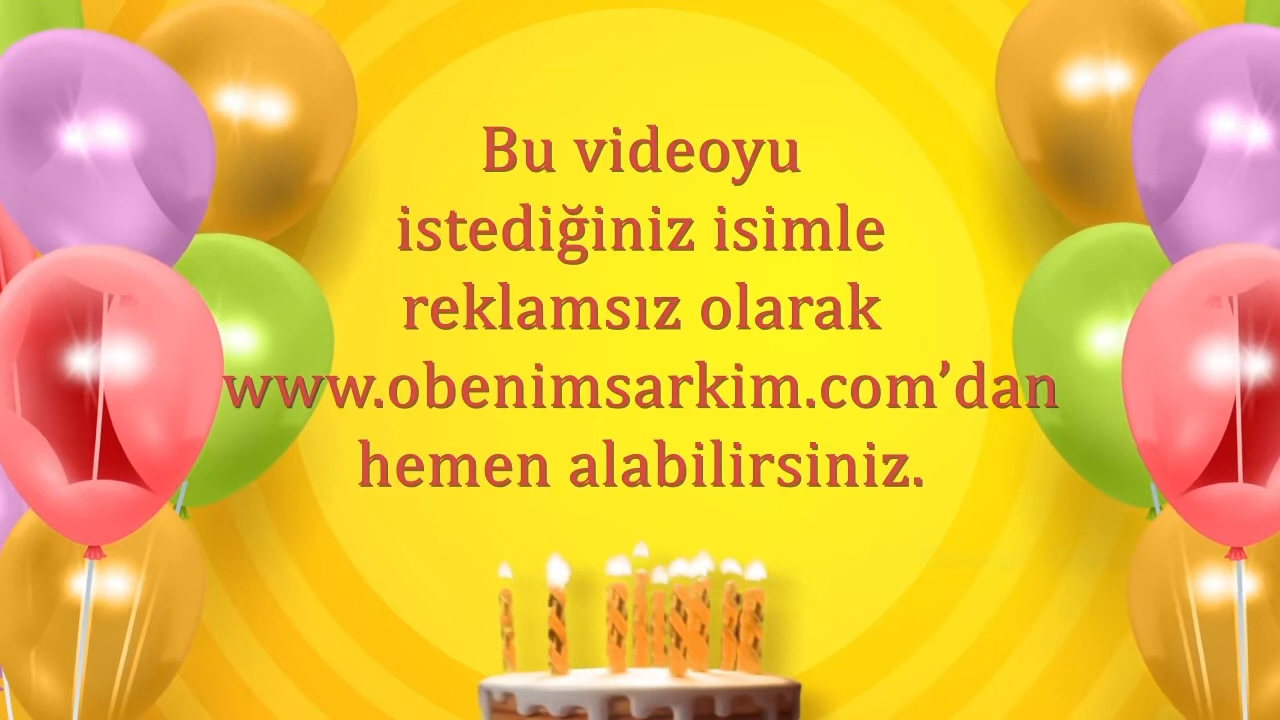 Bu videoyu
istediğiniz isimle
reklamsız olarak
www.obenimsarkim.com’dan
hemen alabilirsiniz.